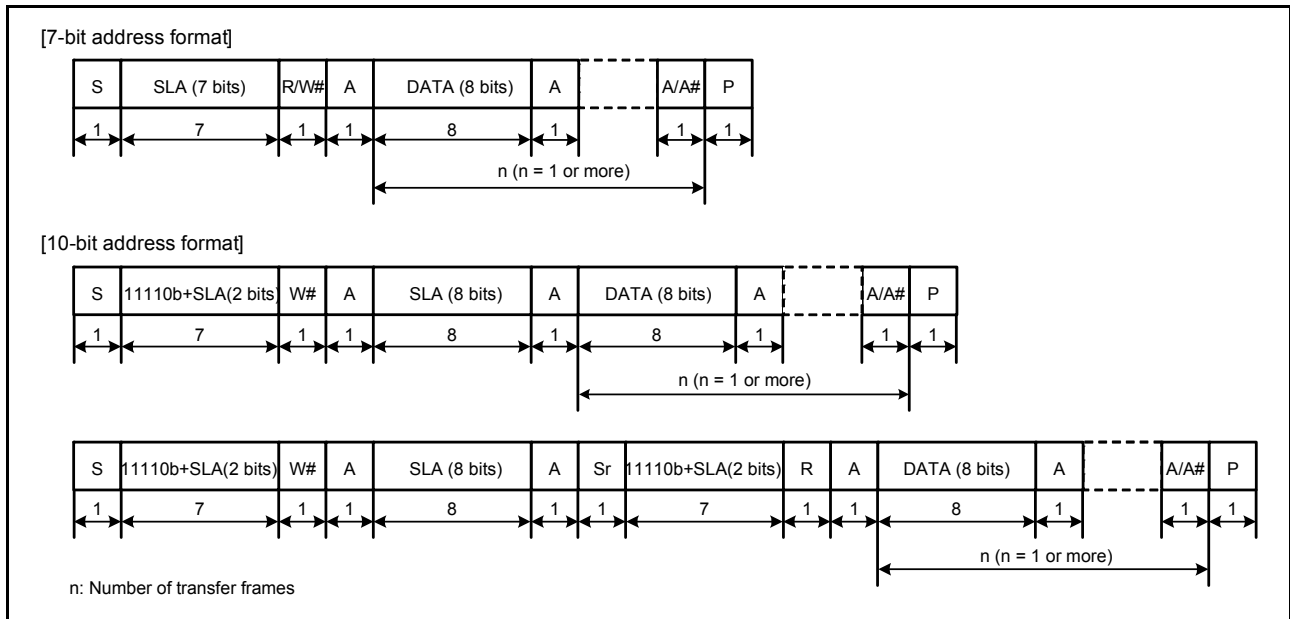 [7-bit address format]
S SLA (7 bits) R/W# A DATA (8 bits) A A/A# P
1 7 1 1 8 1 1 1
n (n = 1 or more)
[10-bit address format]
S 11110b+SLA(2 bits) W# A SLA (8 bits) A DATA (8 bits) A A/A# P
1 7 1 1 8 1 8 1 1 1
n (n = 1 or more)
S 11110b+SLA(2 bits) W# A SLA (8 bits) A Sr 11110b+SLA(2 bits) R A DATA (8 bits) A A/A# P
1 7 1 1 8 1 1 7 1 1 8 1 1 1
n (n = 1 or more)
n: Number of transfer frames